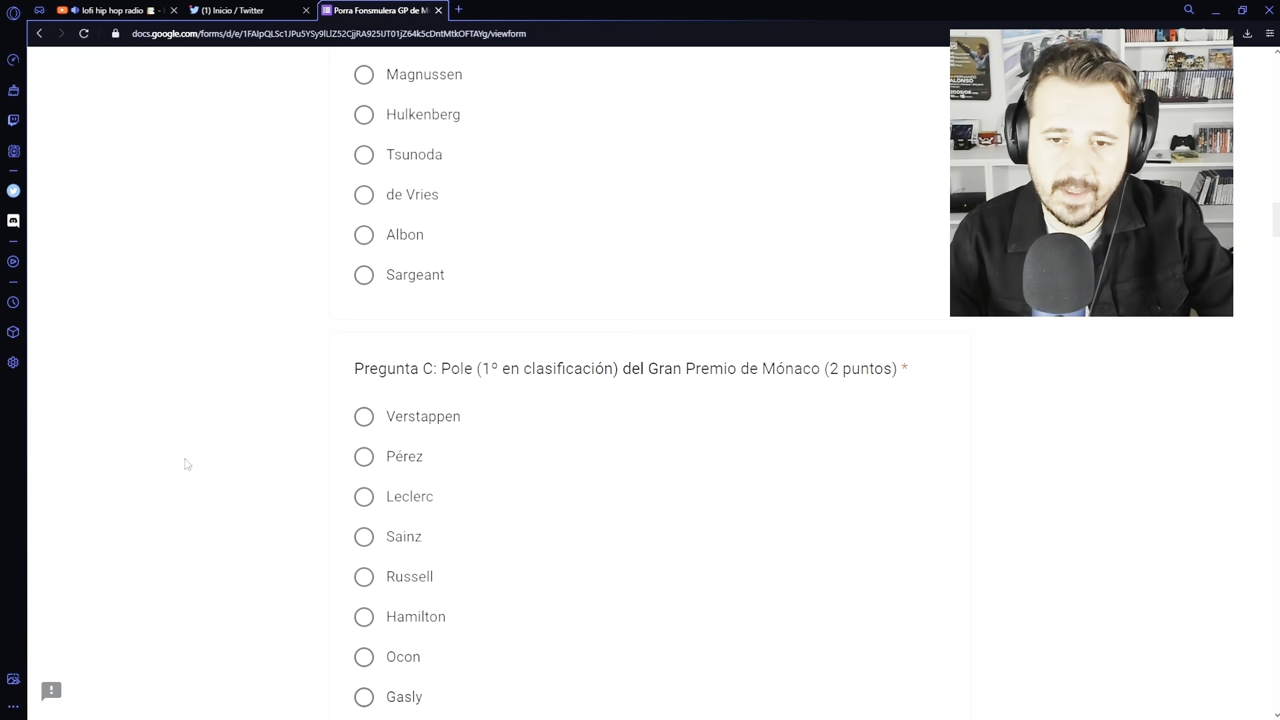 lofi hip hop radio
(1) Inicio / Twitter
Porra Fonsmulera GP de M
docs.google.com/forms/d/e/1FAIpQLSc1JPu5YSy9lLlZ52CjjRA925IJT01jZ64k5cDntMtkOFTAYg/viewform
Magnussen
Hulkenberg
Tsunoda
de Vries
Albon
Sargeant
Pregunta C: Pole (1º en clasificación) del Gran Premio de Mónaco (2 puntos) *
Verstappen
Pérez
Leclerc
Sainz
Russell
Hamilton
Ocon
Gasly